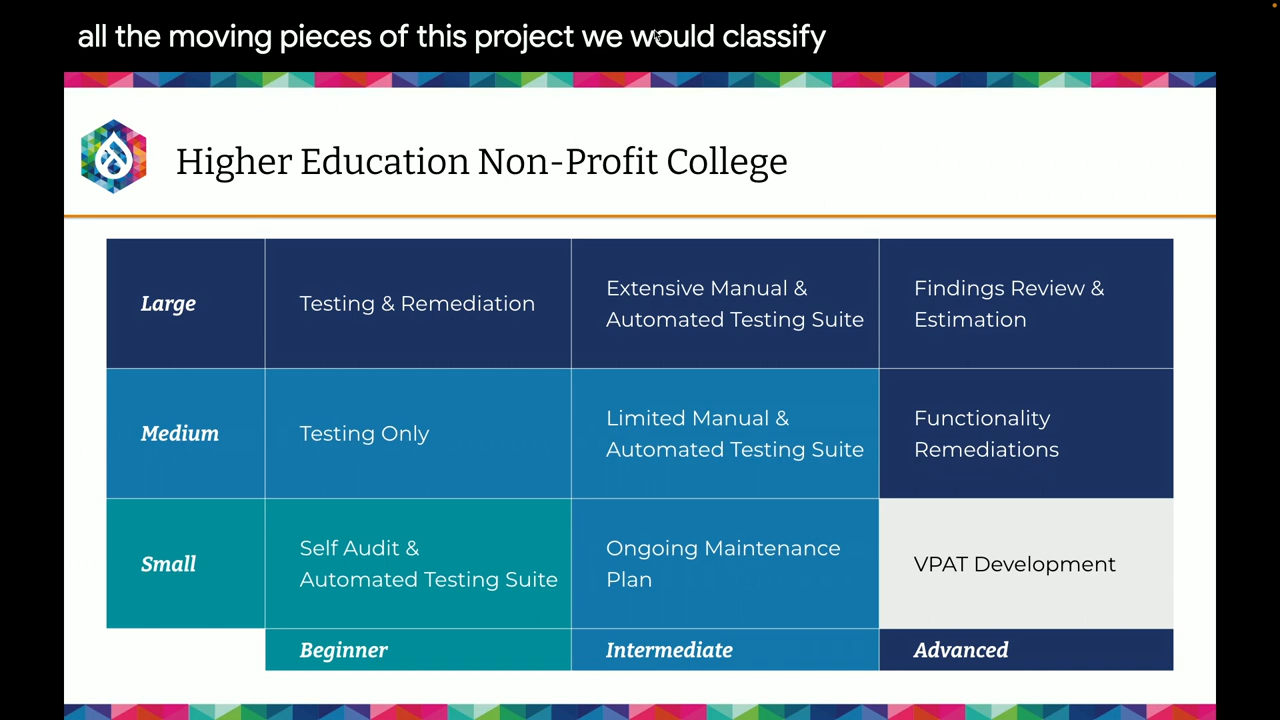 all the moving pieces of this project we would classify
Higher Education Non-Profit College
Large
Testing & Remediation
Extensive Manual &
Automated Testing Suite
Findings Review &
Estimation
Medium
Testing Only
Limited Manual &
Automated Testing Suite
Functionality
Remediations
Small
Self Audit &
Automated Testing Suite
Ongoing Maintenance
Plan
VPAT Development
Beginner
Intermediate
Advanced